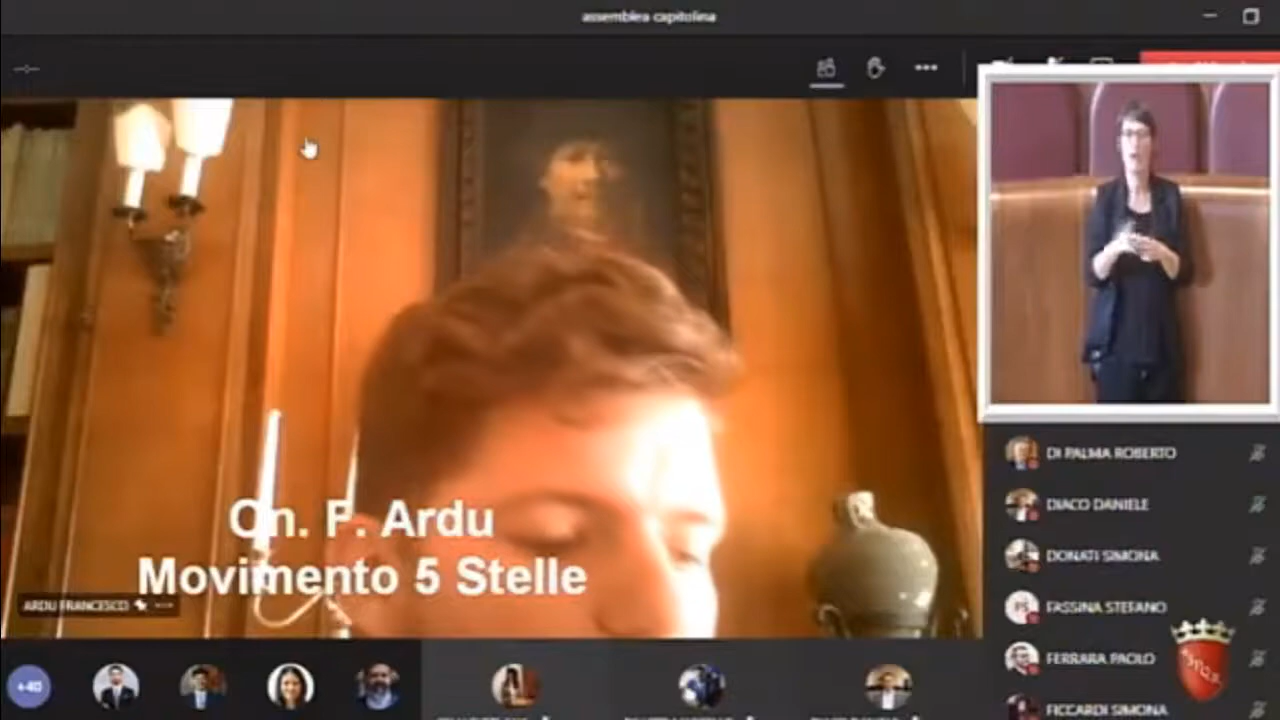 assemblea capitolina
On. F. Ardu
Movimento 5 Stelle
ARDU FRANCESCO
DI PALMA ROBERTO
DIACO DANIELE
DONATI SIMONA
FS FASSINA STEFANO
FERRARA PAOLO
FICCARDI SIMONA
+40